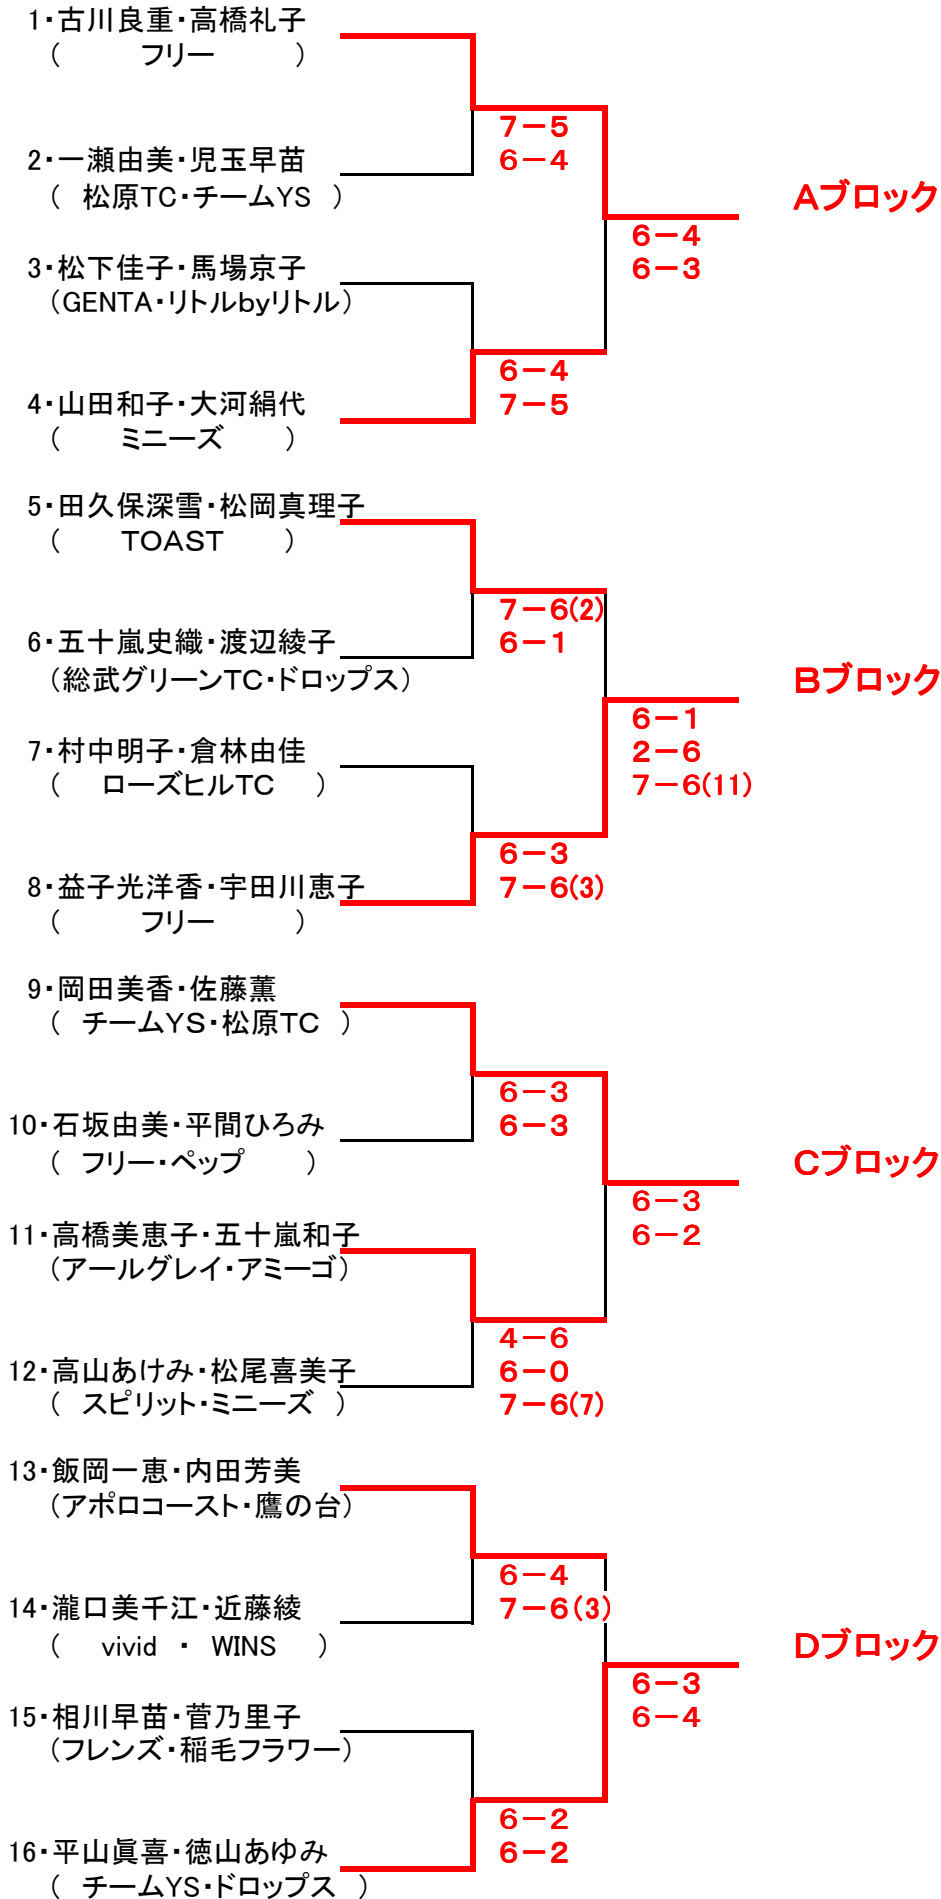 1・古川良重・高橋礼子
（　　　フリー　　　）
7－5
6－4
2・一瀬由美・児玉早苗
（　松原TC・チームYS　）
Aブロック
6－4
6－3
3・松下佳子・馬場京子
（GENTA・リトルbyリトル）
6－4
7－5
4・山田和子・大河絹代
（　　ミニーズ　　）
5・田久保深雪・松岡真理子
（　　TOAST　　）
7－6(2)
6－1
6・五十嵐史織・渡辺綾子
（総武グリーンTC・ドロップス）
Bブロック
6－1
2－6
7－6(11)
7・村中明子・倉林由佳
（　ローズヒルTC　）
6－3
7－6(3)
8・益子光洋香・宇田川恵子
（　　　フリー　　　）
9・岡田美香・佐藤薫
（　チームYS・松原TC　）
6－3
6－3
10・石坂由美・平間ひろみ
（　フリー・ペップ　　）
Cブロック
6－3
6－2
11・高橋美恵子・五十嵐和子
（アールグレイ・アミーゴ）
4－6
6－0
7－6(7)
12・高山あけみ・松尾喜美子
（　スピリット・ミニーズ　）
13・飯岡一恵・内田芳美
（アポロコースト・鷹の台）
6－4
7－6(3)
14・瀧口美千江・近藤綾
（　vivid　・　WINS　）
Dブロック
6－3
6－4
15・相川早苗・菅乃里子
（フレンズ・稲毛フラワー）
6－2
6－2
16・平山眞喜・徳山あゆみ
（　チームYS・ドロップス　）